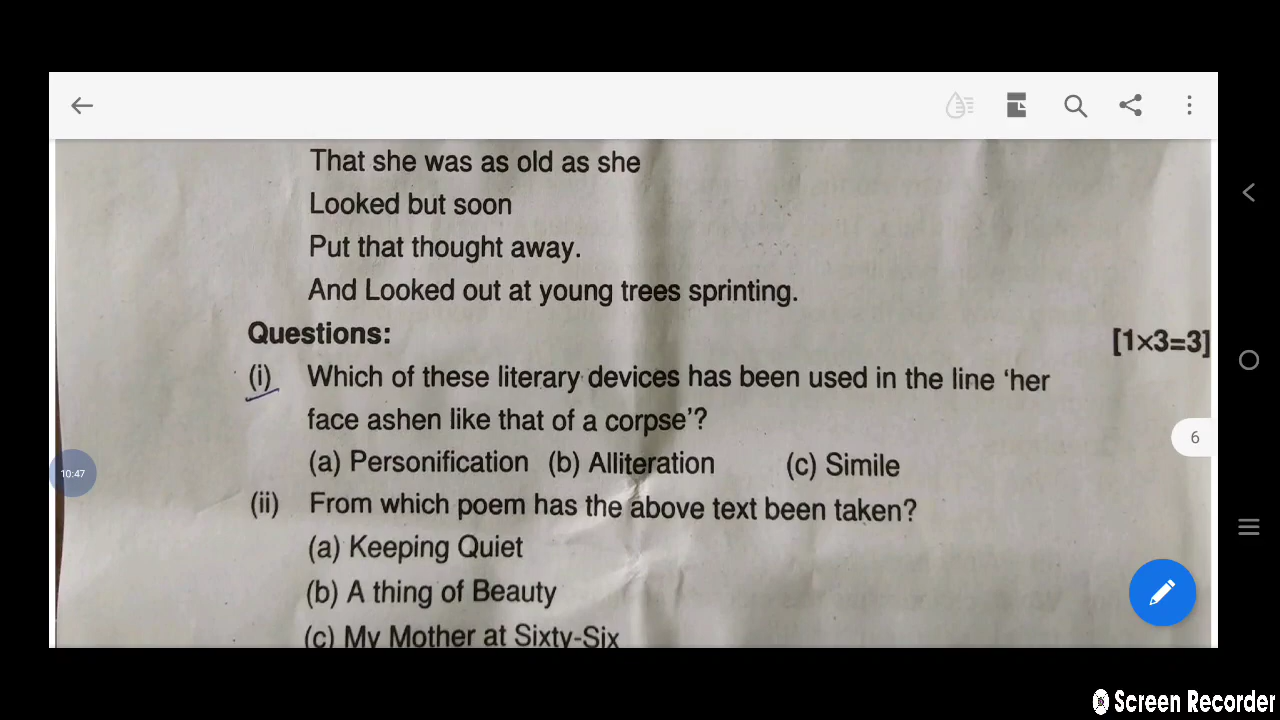 That she was as old as she
Looked but soon
Put that thought away.
And Looked out at young trees sprinting.
Questions: [1×3=3]
(i) Which of these literary devices has been used in the line ‘her
face ashen like that of a corpse’?
(a) Personification (b) Alliteration (c) Simile
(ii) From which poem has the above text been taken?
(a) Keeping Quiet
(b) A thing of Beauty
(c) My Mother at Sixty-Six
6
10:47
Screen Recorder